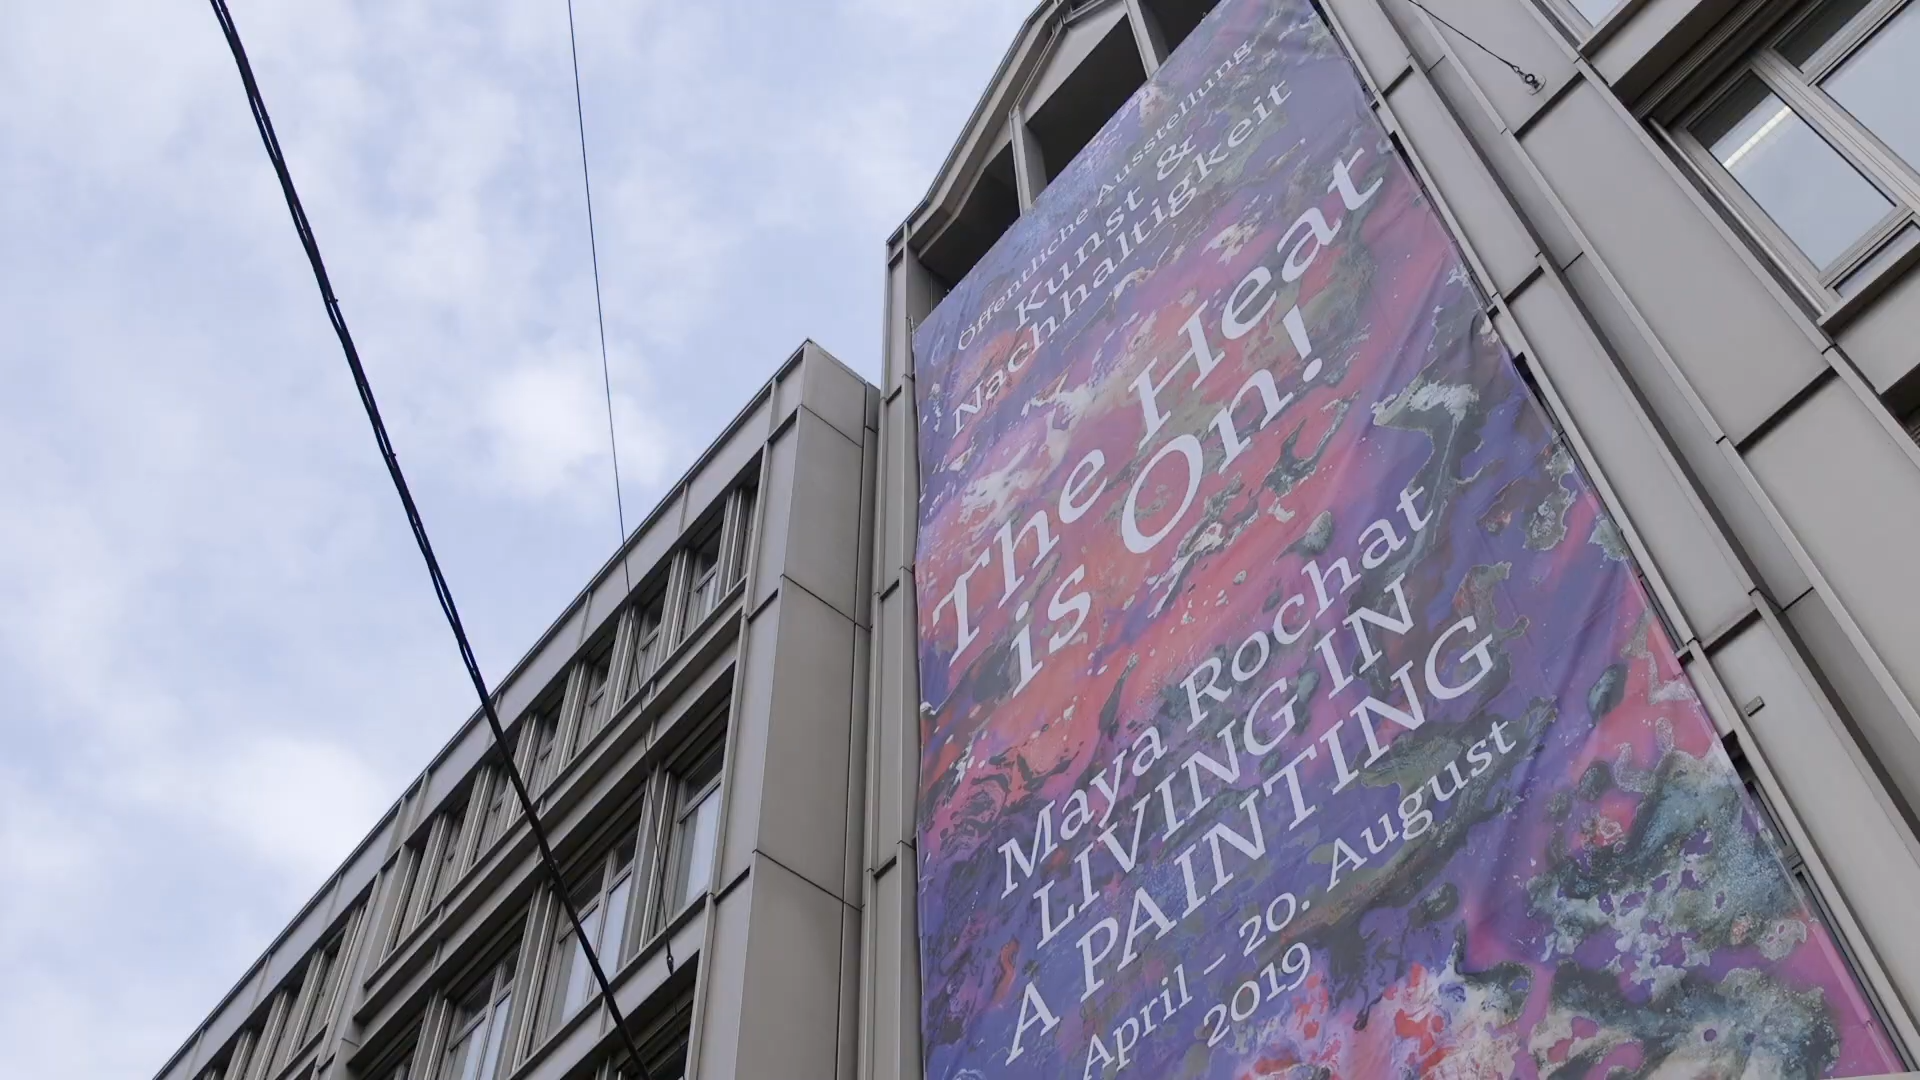 Öffentliche Ausstellung
Kunst &
Nachhaltigkeit
The Heat
is On!
Maya Rochat
LIVING IN
A PAINTING
April – 20. August
2019